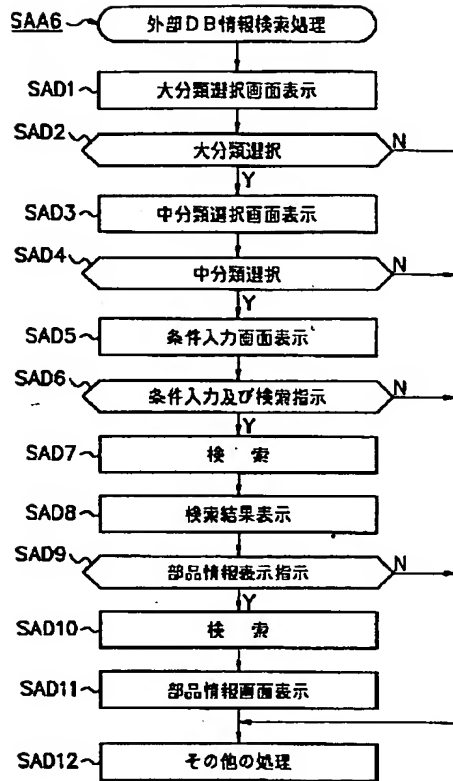 SAA6 外部DB情報検索処理
SAD1 大分類選択画面表示
SAD2 大分類選択 N
Y
SAD3 中分類選択画面表示
SAD4 中分類選択 N
Y
SAD5 条件入力画面表示
SAD6 条件入力及び検索指示 N
Y
SAD7 検 索
SAD8 検索結果表示
SAD9 部品情報表示指示 N
Y
SAD10 検 索
SAD11 部品情報画面表示
SAD12 その他の処理